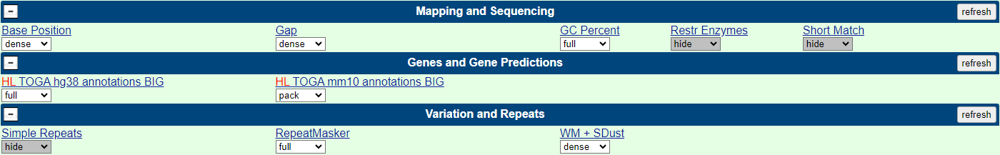 − Mapping and Sequencing refresh
Base Position Gap GC Percent Restr Enzymes Short Match
dense dense full hide hide
− Genes and Gene Predictions refresh
HL TOGA hg38 annotations BIG HL TOGA mm10 annotations BIG
full pack
− Variation and Repeats refresh
Simple Repeats RepeatMasker WM + SDust
hide full dense